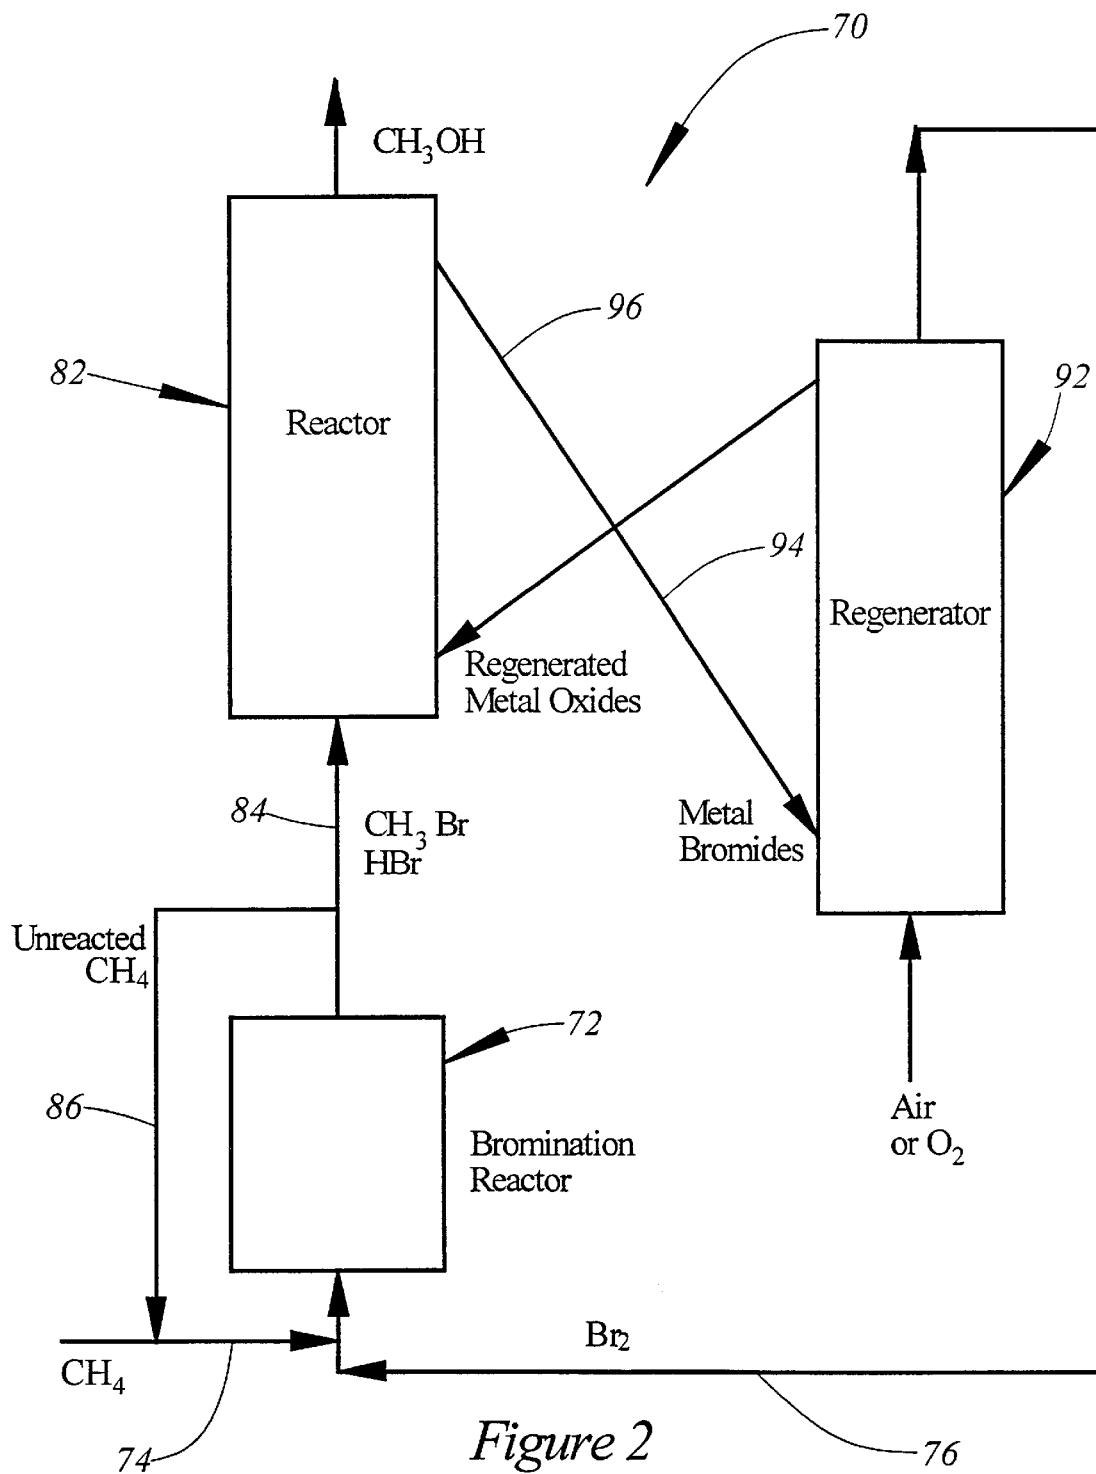 70
CH3OH
96
82
92
Reactor
94
Regenerator
Regenerated
Metal Oxides
84
CH3 Br
HBr
Metal
Bromides
Unreacted
CH4
72
86
Air
or O2
Bromination
Reactor
Br2
CH4
74
Figure 2
76